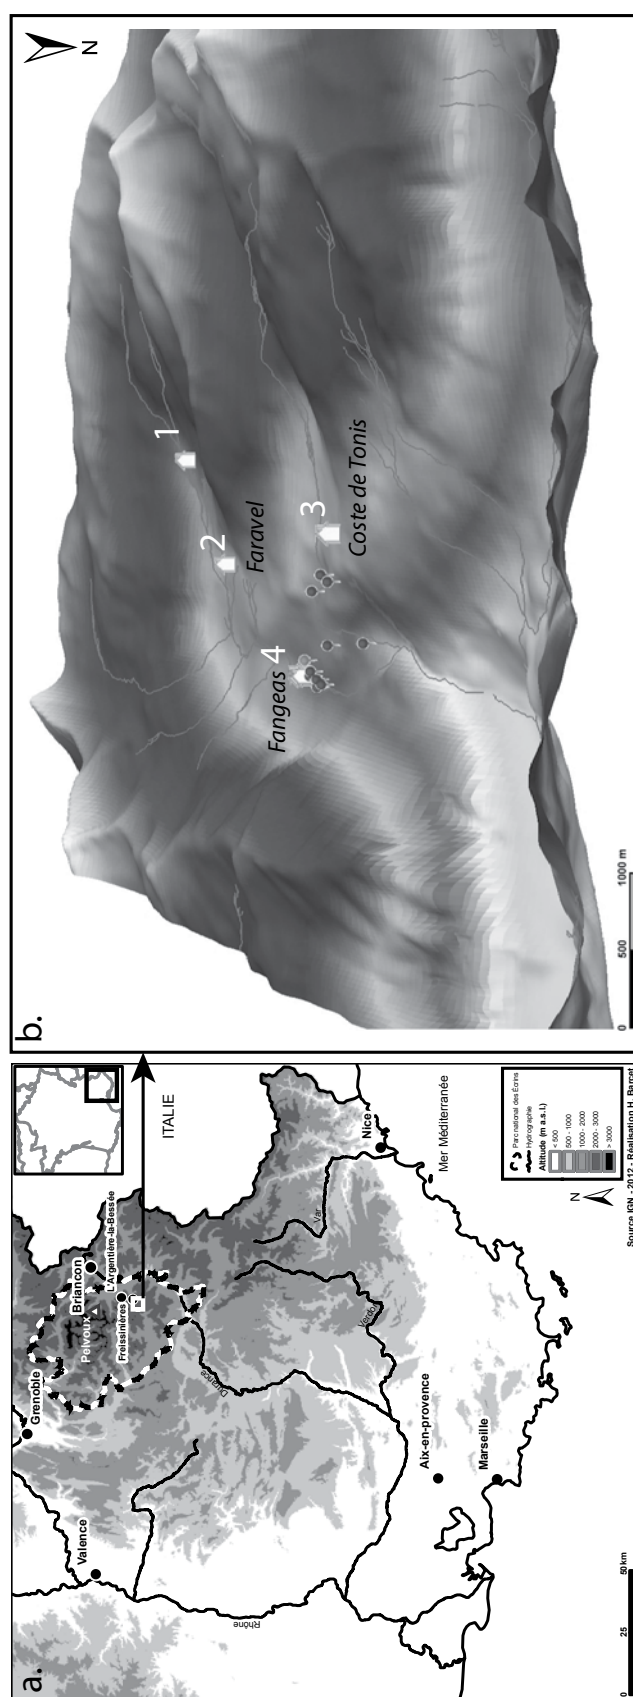 a.
Grenoble
Valence
Briancon
Pelvoux
L'Argentière-la-Bessée
Freissinières
ITALIE
Durance
Rhône
Verdon
Var
Nice
Aix-en-provence
Marseille
Mer Méditerranée
Parc national des Écrins
Hydrographie
Altitude (m a.s.l.)
< 500
500 - 1000
1000 - 2000
2000 - 3000
> 3000
N
0 25 50 km
Source IGN - 2012 - Réalisation H. Barcet
b.
N
1
2
Faravel
3
Coste de Tonis
4
Fangeas
0 500 1000 m